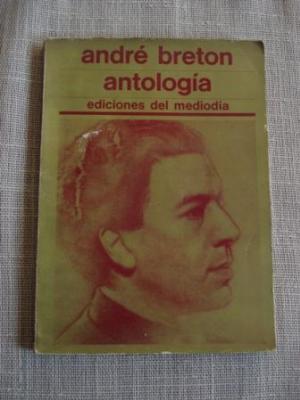 andré breton
antología
ediciones del mediodía